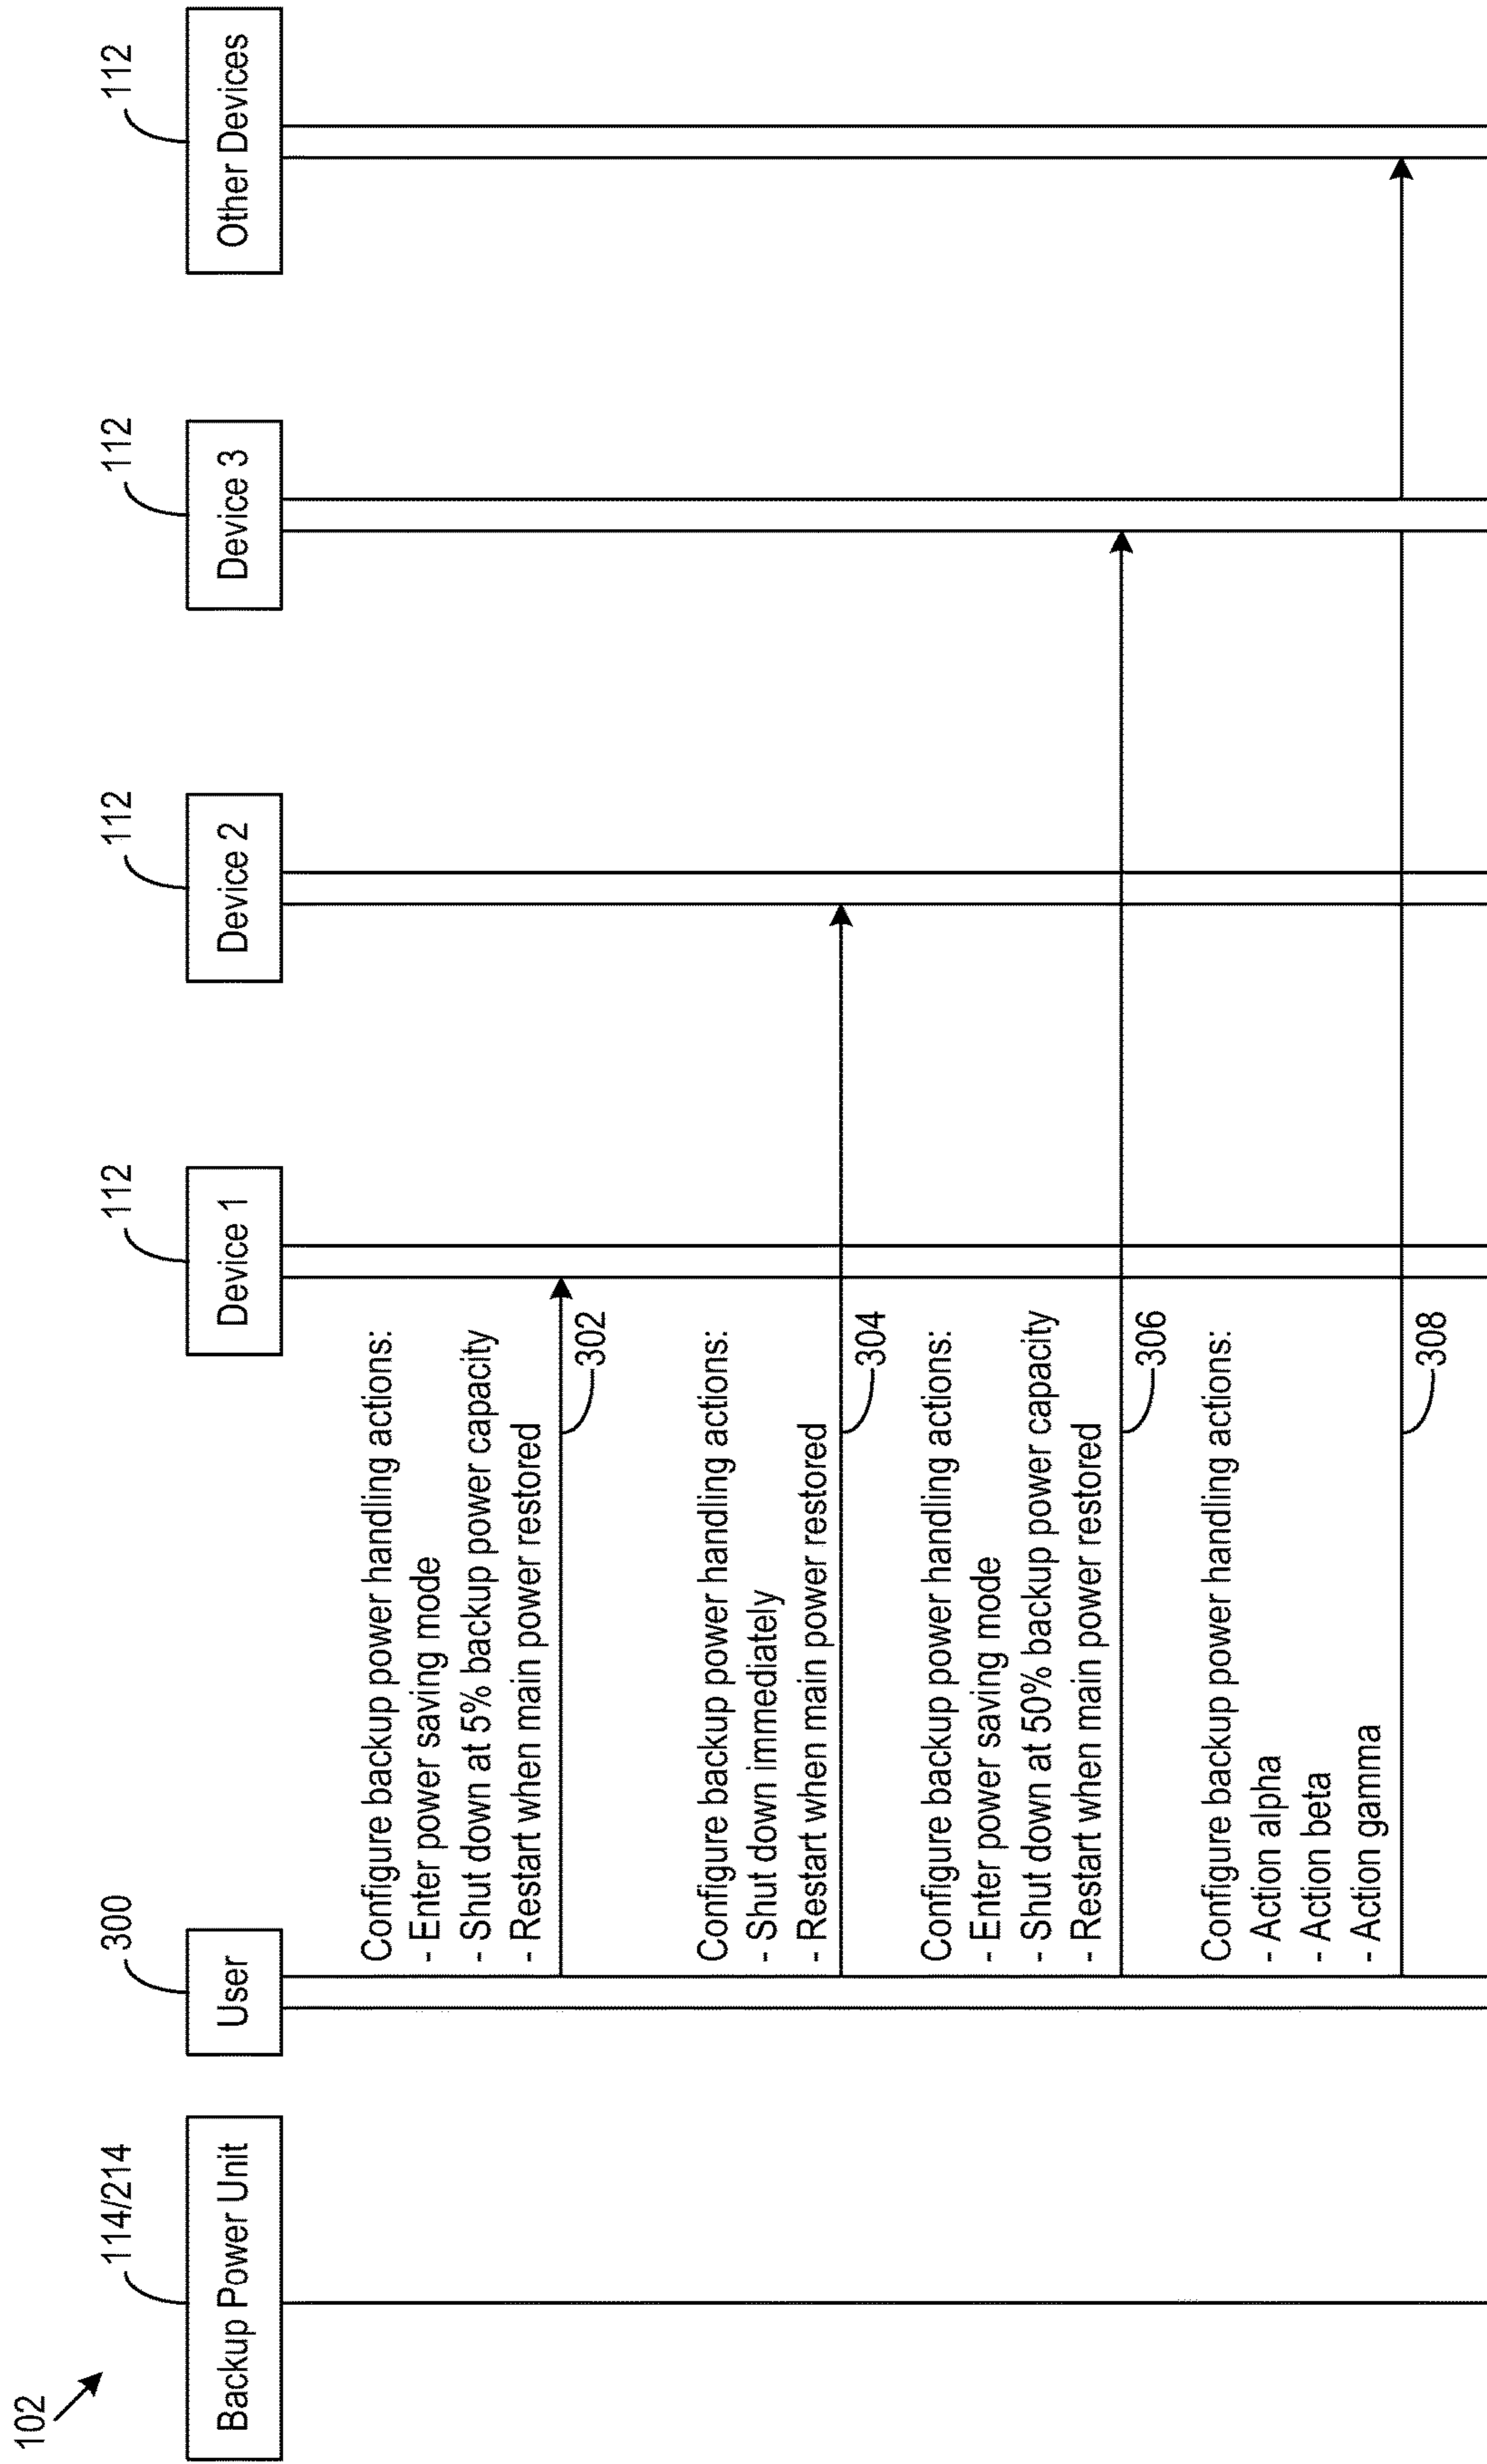 102
114/214
300
112
112
112
112
Backup Power Unit
User
Device 1
Device 2
Device 3
Other Devices
Configure backup power handling actions:
- Enter power saving mode
- Shut down at 5% backup power capacity
- Restart when main power restored
302
Configure backup power handling actions:
- Shut down immediately
- Restart when main power restored
304
Configure backup power handling actions:
- Enter power saving mode
- Shut down at 50% backup power capacity
- Restart when main power restored
306
Configure backup power handling actions:
- Action alpha
- Action beta
- Action gamma
308